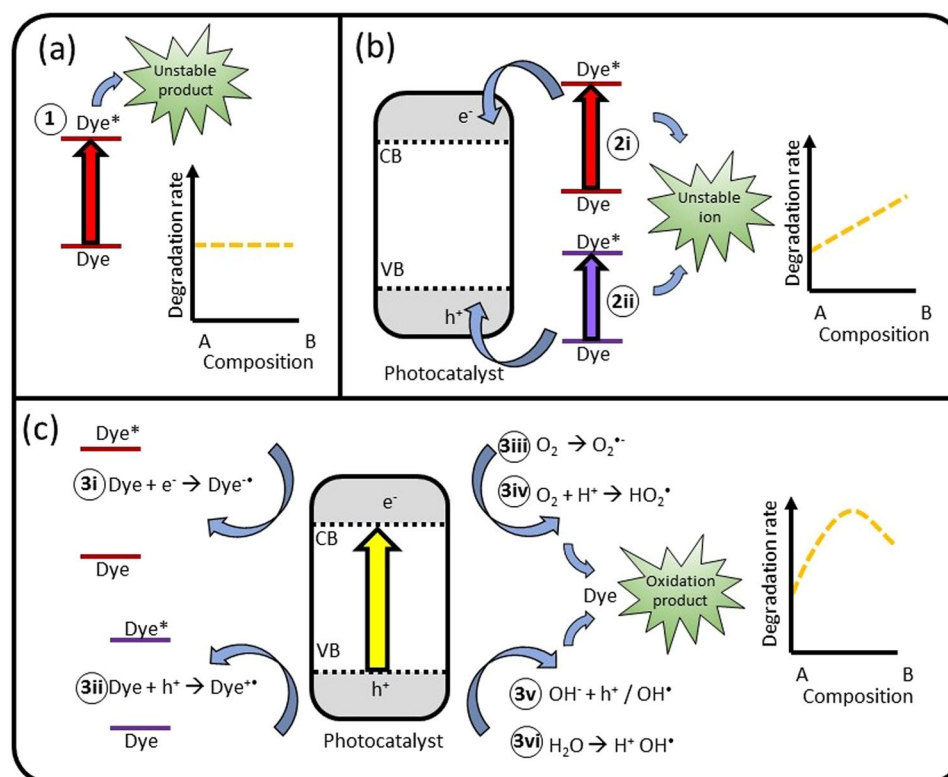 (a)
Unstable
product
1
Dye*
Dye
Degradation rate
A
B
Composition
(b)
Dye*
e⁻
2i
CB
Dye
Unstable
ion
Dye*
VB
2ii
h⁺
Dye
Photocatalyst
Degradation rate
A
B
Composition
(c)
Dye*
3i Dye + e⁻ → Dye⁻•
Dye
Dye*
3ii Dye + h⁺ → Dye⁺•
Dye
e⁻
CB
VB
h⁺
Photocatalyst
3iii O₂ → O₂•⁻
3iv O₂ + H⁺ → HO₂•
Dye
Oxidation
product
3v OH⁻ + h⁺ / OH•
3vi H₂O → H⁺ OH•
Degradation rate
A
B
Composition